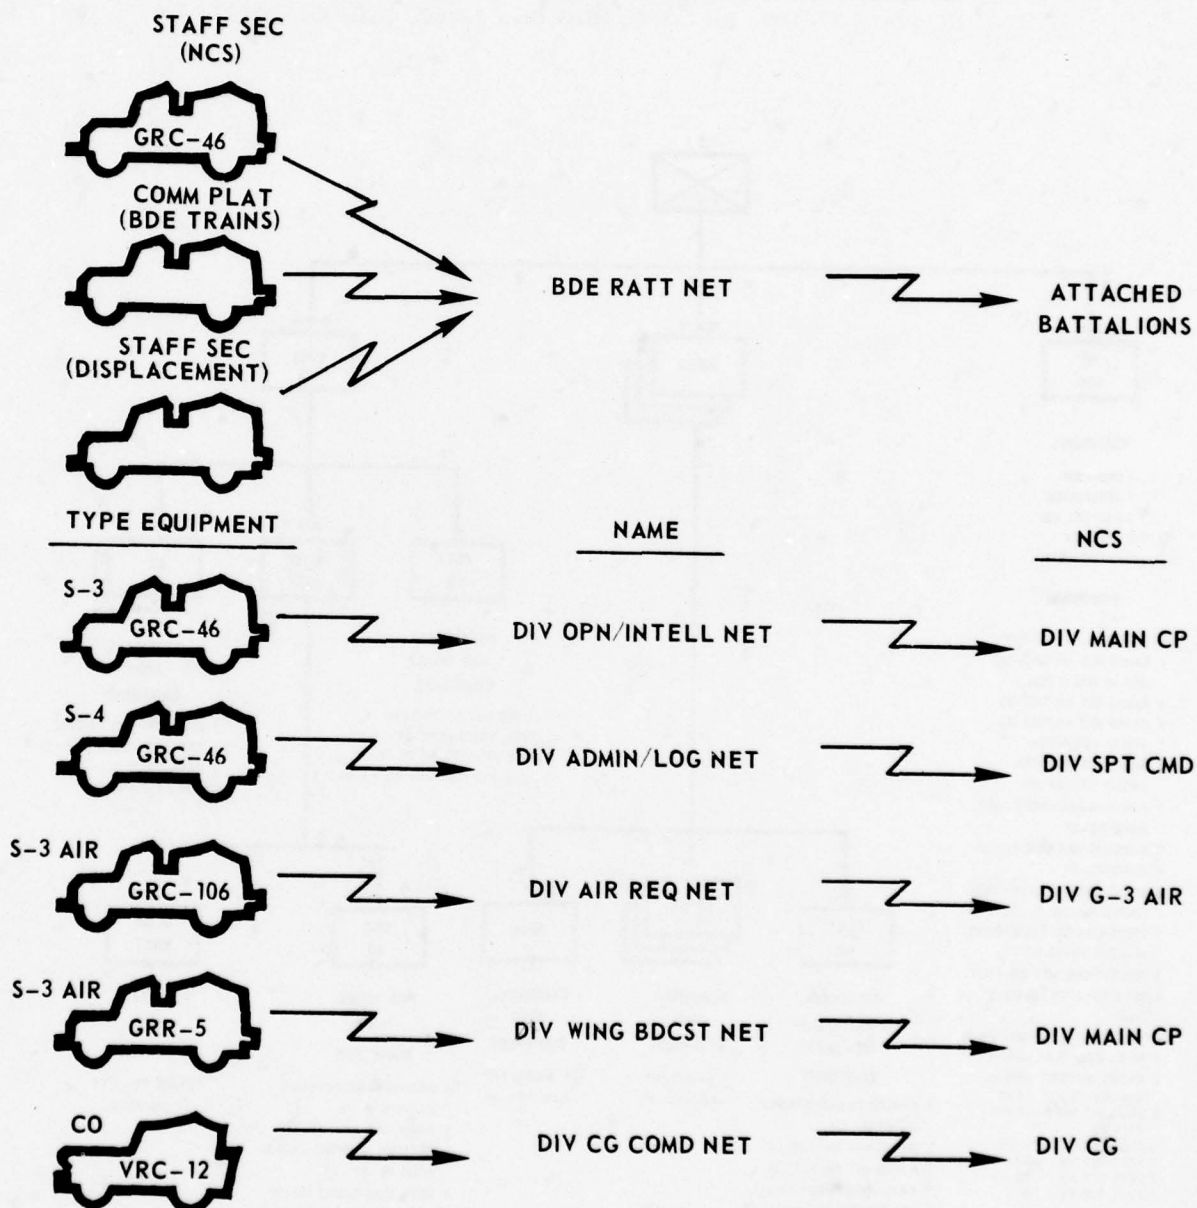 STAFF SEC
(NCS)
GRC-46
COMM PLAT
(BDE TRAINS)
BDE RATT NET
ATTACHED
BATTALIONS
STAFF SEC
(DISPLACEMENT)
TYPE EQUIPMENT
NAME
NCS
S-3
GRC-46
DIV OPN/INTELL NET
DIV MAIN CP
S-4
GRC-46
DIV ADMIN/LOG NET
DIV SPT CMD
S-3 AIR
GRC-106
DIV AIR REQ NET
DIV G-3 AIR
S-3 AIR
GRR-5
DIV WING BDCST NET
DIV MAIN CP
CO
VRC-12
DIV CG COMD NET
DIV CG